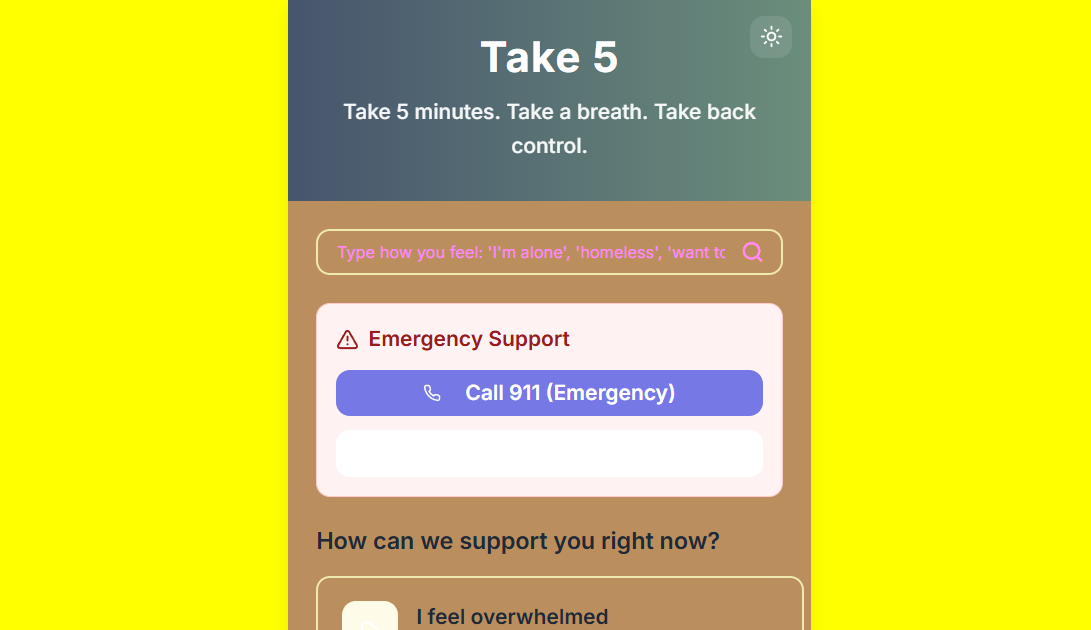 Take 5
Take 5 minutes. Take a breath. Take back
control.
Type how you feel: 'I'm alone', 'homeless', 'want to
Emergency Support
Call 911 (Emergency)
How can we support you right now?
I feel overwhelmed